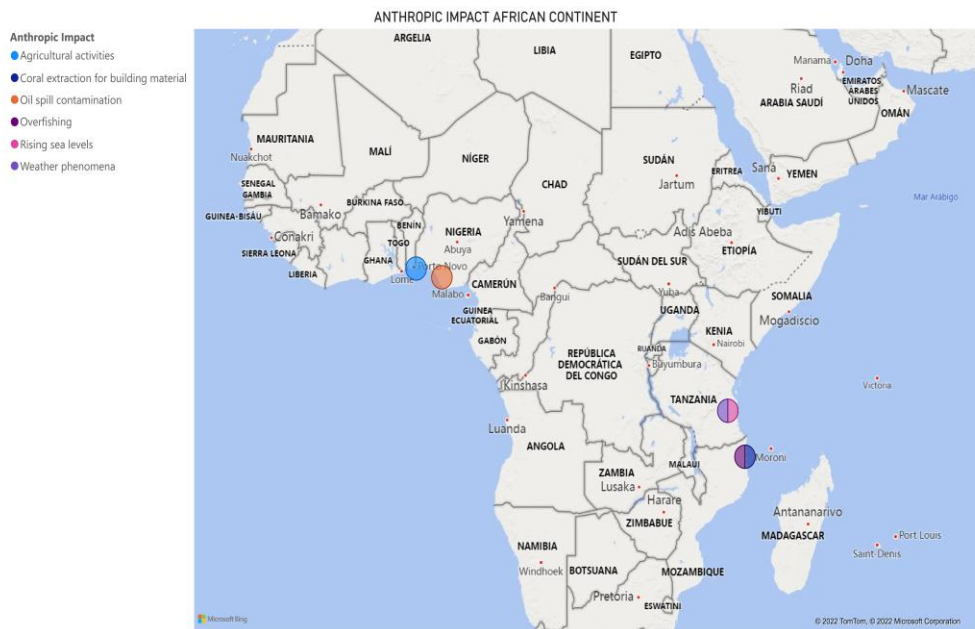 ANTHROPIC IMPACT AFRICAN CONTINENT
Anthropic Impact
Agricultural activities
Coral extraction for building material
Oil spill contamination
Overfishing
Rising sea levels
Weather phenomena
ARGELIA
LIBIA
EGIPTO
Manama
Doha
Riad
EMIRATOS
ÁRABES
UNIDOS
Mascate
ARABIA SAUDÍ
OMÁN
MAURITANIA
Nuakchot
MALÍ
NÍGER
CHAD
SUDÁN
Jartum
ERITREA
Saná
YEMEN
Mar Arábigo
SENEGAL
GAMBIA
GUINEA-BISÁU
Bamako
BURKINA FASO
BENÍN
NIGERIA
Abuya
Yamena
YIBUTI
Adís Abeba
ETIOPÍA
Conakri
SIERRA LEONA
LIBERIA
GHANA
TOGO
Porto Novo
Lomé
Malabo
CAMERÚN
Bangui
SUDÁN DEL SUR
Yuba
SOMALIA
Mogadiscio
GUINEA
ECUATORIAL
GABÓN
UGANDA
KENIA
Nairobi
RUANDA
Buyumbura
REPÚBLICA
DEMOCRÁTICA
DEL CONGO
Kinshasa
TANZANIA
Victoria
Luanda
ANGOLA
MALAUI
Moroni
ZAMBIA
Lusaka
Harare
ZIMBABUE
Antananarivo
MADAGASCAR
Port Louis
Saint-Denis
NAMIBIA
Windhoek
BOTSUANA
MOZAMBIQUE
Pretoria
ESWATINI
Microsoft Bing
© 2022 TomTom, © 2022 Microsoft Corporation